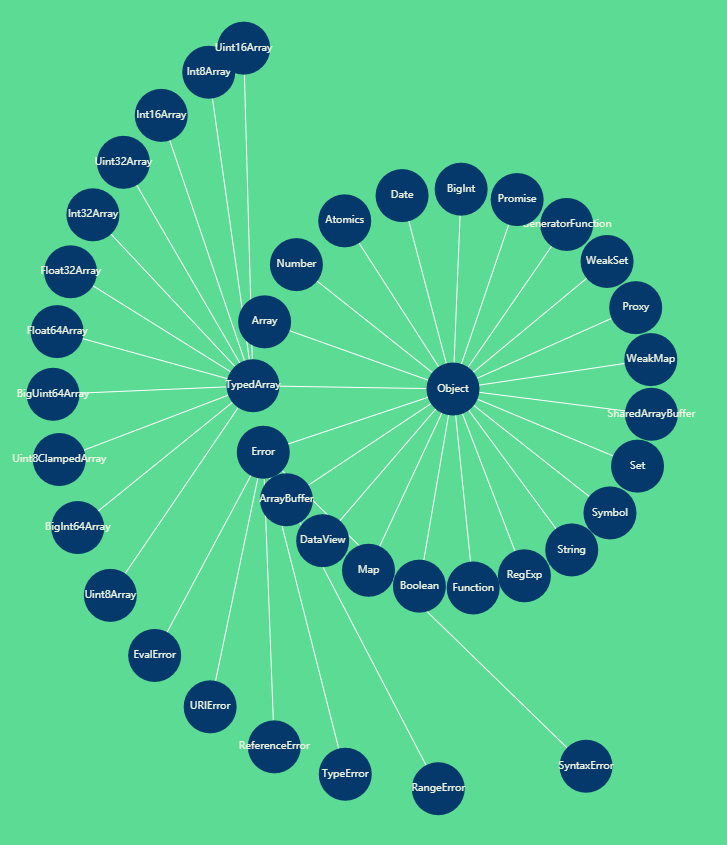 Uint16Array
Int8Array
Int16Array
Uint32Array
BigInt
Date
Promise
Int32Array
Atomics
GeneratorFunction
WeakSet
Number
Float32Array
Proxy
Array
Float64Array
WeakMap
TypedArray
Object
BigUint64Array
SharedArrayBuffer
Error
Uint8ClampedArray
Set
ArrayBuffer
Symbol
BigInt64Array
DataView
String
Map
RegExp
Boolean
Function
Uint8Array
EvalError
URIError
ReferenceError
SyntaxError
TypeError
RangeError